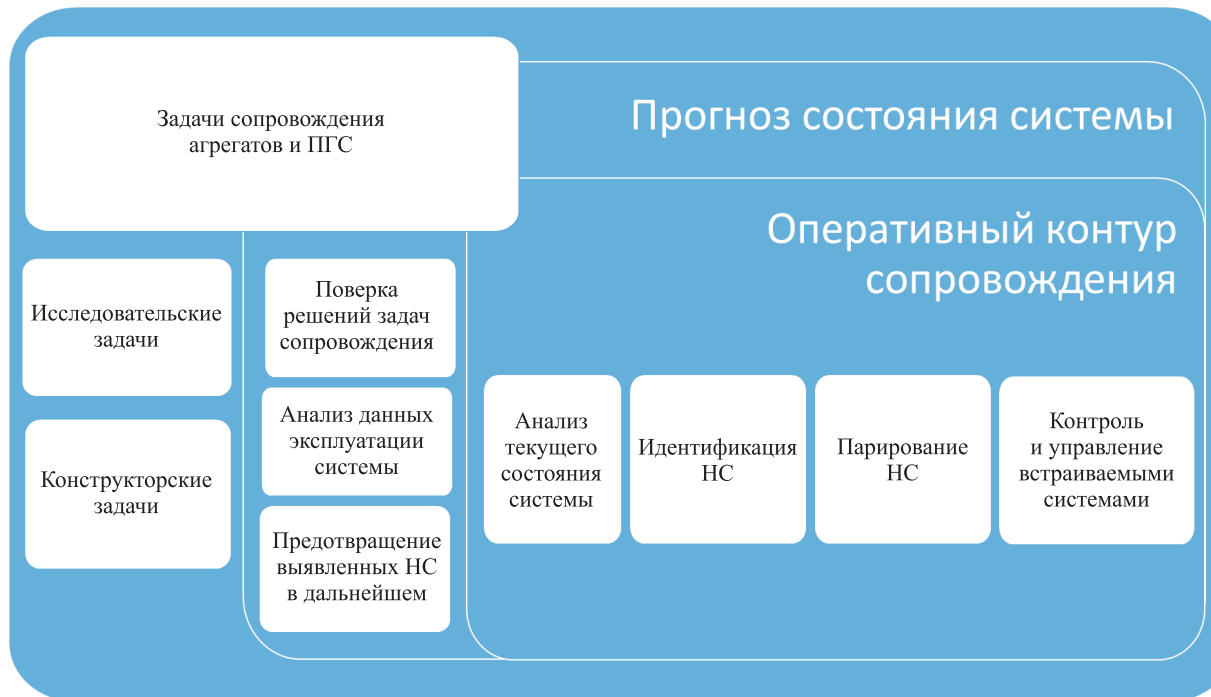 Задачи сопровождения
агрегатов и ПГС
Прогноз состояния системы
Оперативный контур
сопровождения
Исследовательские
задачи
Конструкторские
задачи
Поверка
решений задач
сопровождения
Анализ данных
эксплуатации
системы
Предотвращение
выявленных НС
в дальнейшем
Анализ
текущего
состояния
системы
Идентификация
НС
Парирование
НС
Контроль
и управление
встраиваемыми
системами